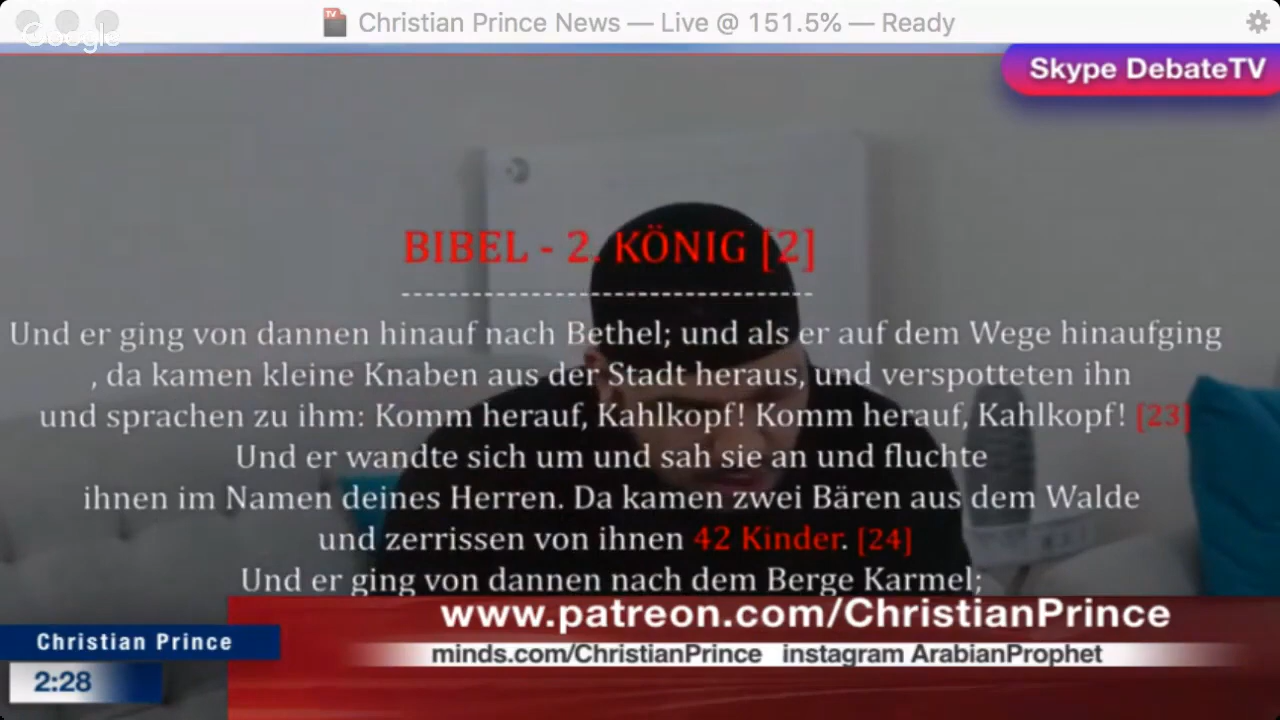 Christian Prince News — Live @ 151.5% — Ready
Google
Skype DebateTV
BIBEL - 2. KÖNIG [2]
Und er ging von dannen hinauf nach Bethel; und als er auf dem Wege hinaufging
, da kamen kleine Knaben aus der Stadt heraus, und verspotteten ihn
und sprachen zu ihm: Komm herauf, Kahlkopf! Komm herauf, Kahlkopf! [23]
Und er wandte sich um und sah sie an und fluchte
ihnen im Namen deines Herren. Da kamen zwei Bären aus dem Walde
und zerrissen von ihnen 42 Kinder. [24]
Und er ging von dannen nach dem Berge Karmel;
www.patreon.com/ChristianPrince
Christian Prince
minds.com/ChristianPrince instagram ArabianProphet
2:28